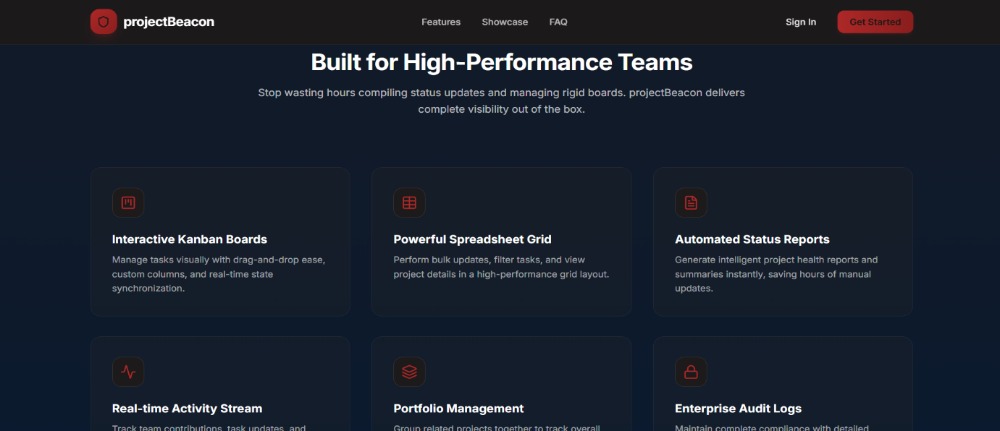 projectBeacon
Features
Showcase
FAQ
Sign In
Get Started
Built for High-Performance Teams
Stop wasting hours compiling status updates and managing rigid boards. projectBeacon delivers
complete visibility out of the box.
Interactive Kanban Boards
Manage tasks visually with drag-and-drop ease,
custom columns, and real-time state
synchronization.
Powerful Spreadsheet Grid
Perform bulk updates, filter tasks, and view
project details in a high-performance grid layout.
Automated Status Reports
Generate intelligent project health reports and
summaries instantly, saving hours of manual
updates.
Real-time Activity Stream
Track team contributions, task updates, and
Portfolio Management
Group related projects together to track overall
Enterprise Audit Logs
Maintain complete compliance with detailed